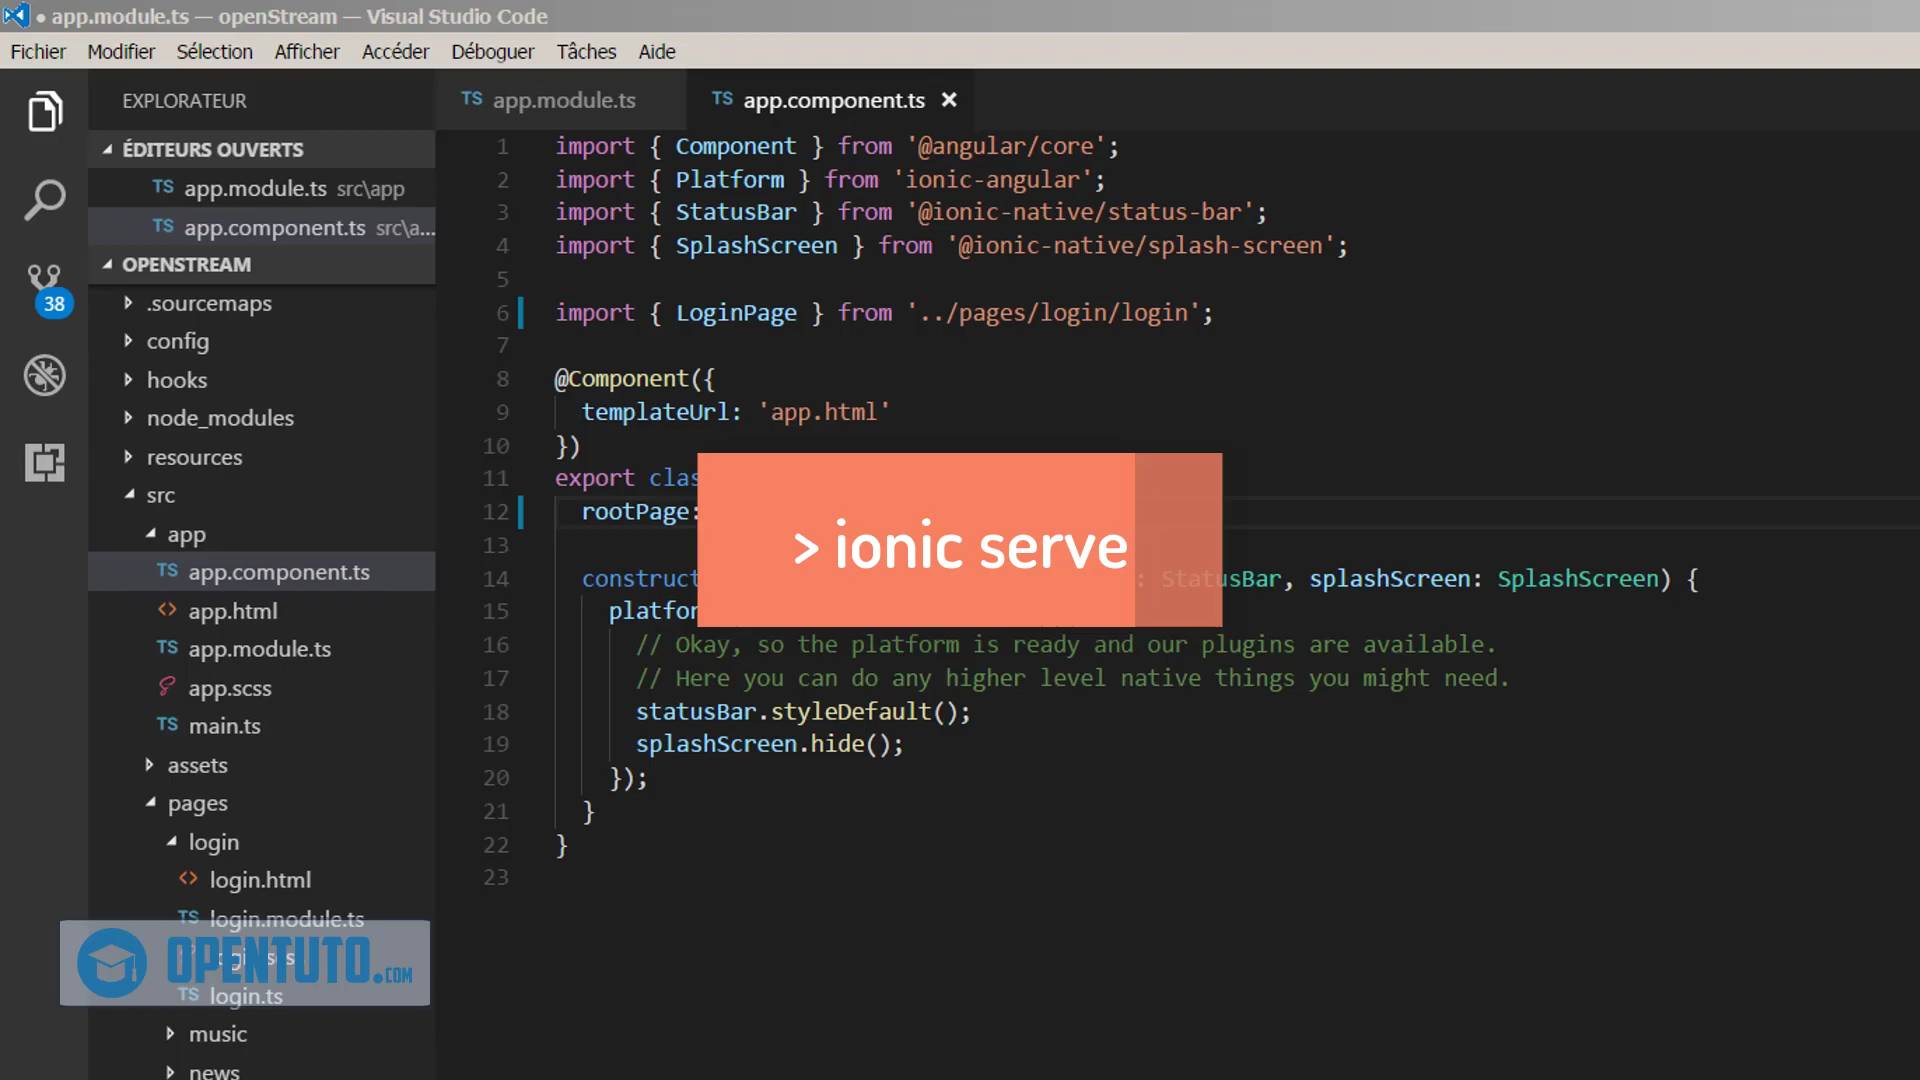 ● app.module.ts — openStream — Visual Studio Code
Fichier Modifier Sélection Afficher Accéder Déboguer Tâches Aide
EXPLORATEUR
ÉDITEURS OUVERTS
TS app.module.ts src\app
TS app.component.ts src\a...
OPENSTREAM
.sourcemaps
config
hooks
node_modules
resources
src
app
TS app.component.ts
<> app.html
TS app.module.ts
app.scss
TS main.ts
assets
pages
login
<> login.html
TS login.module.ts
TS login.ts
music
news
38
OPENTUTO.COM
TS app.module.ts
TS app.component.ts ×
1 import { Component } from '@angular/core';
2 import { Platform } from 'ionic-angular';
3 import { StatusBar } from '@ionic-native/status-bar';
4 import { SplashScreen } from '@ionic-native/splash-screen';
5
6 import { LoginPage } from '../pages/login/login';
7
8 @Component({
9 templateUrl: 'app.html'
10 })
11 export clas
12 rootPage:
13
14 construct : StatusBar, splashScreen: SplashScreen) {
15 platfor
16 // Okay, so the platform is ready and our plugins are available.
17 // Here you can do any higher level native things you might need.
18 statusBar.styleDefault();
19 splashScreen.hide();
20 });
21 }
22 }
23
> ionic serve